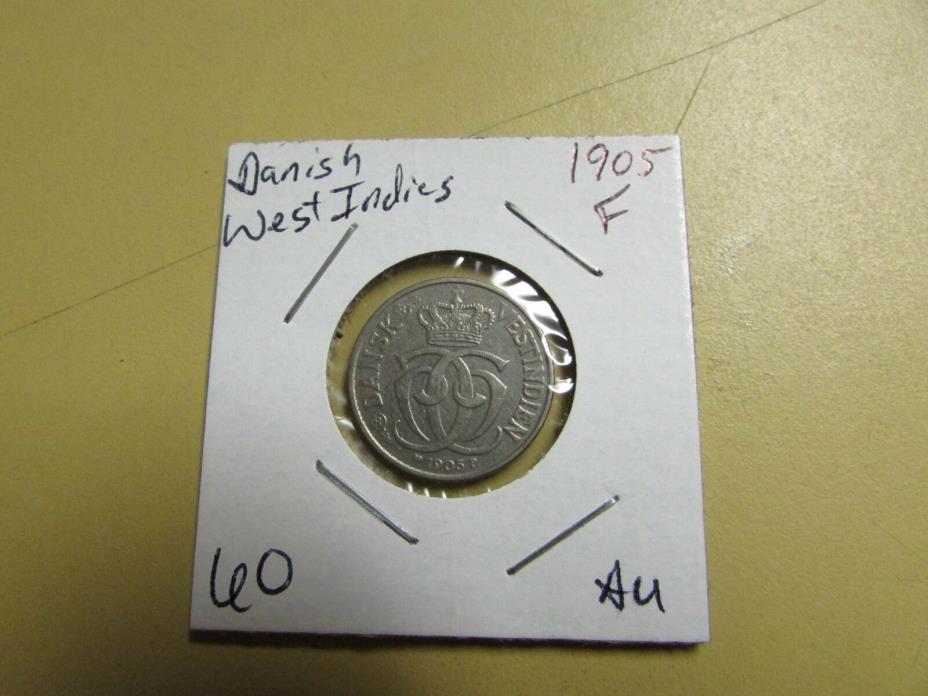 Danish
West Indies
1905
F
DANSK VESTINDIEN
1905 P
60
AU